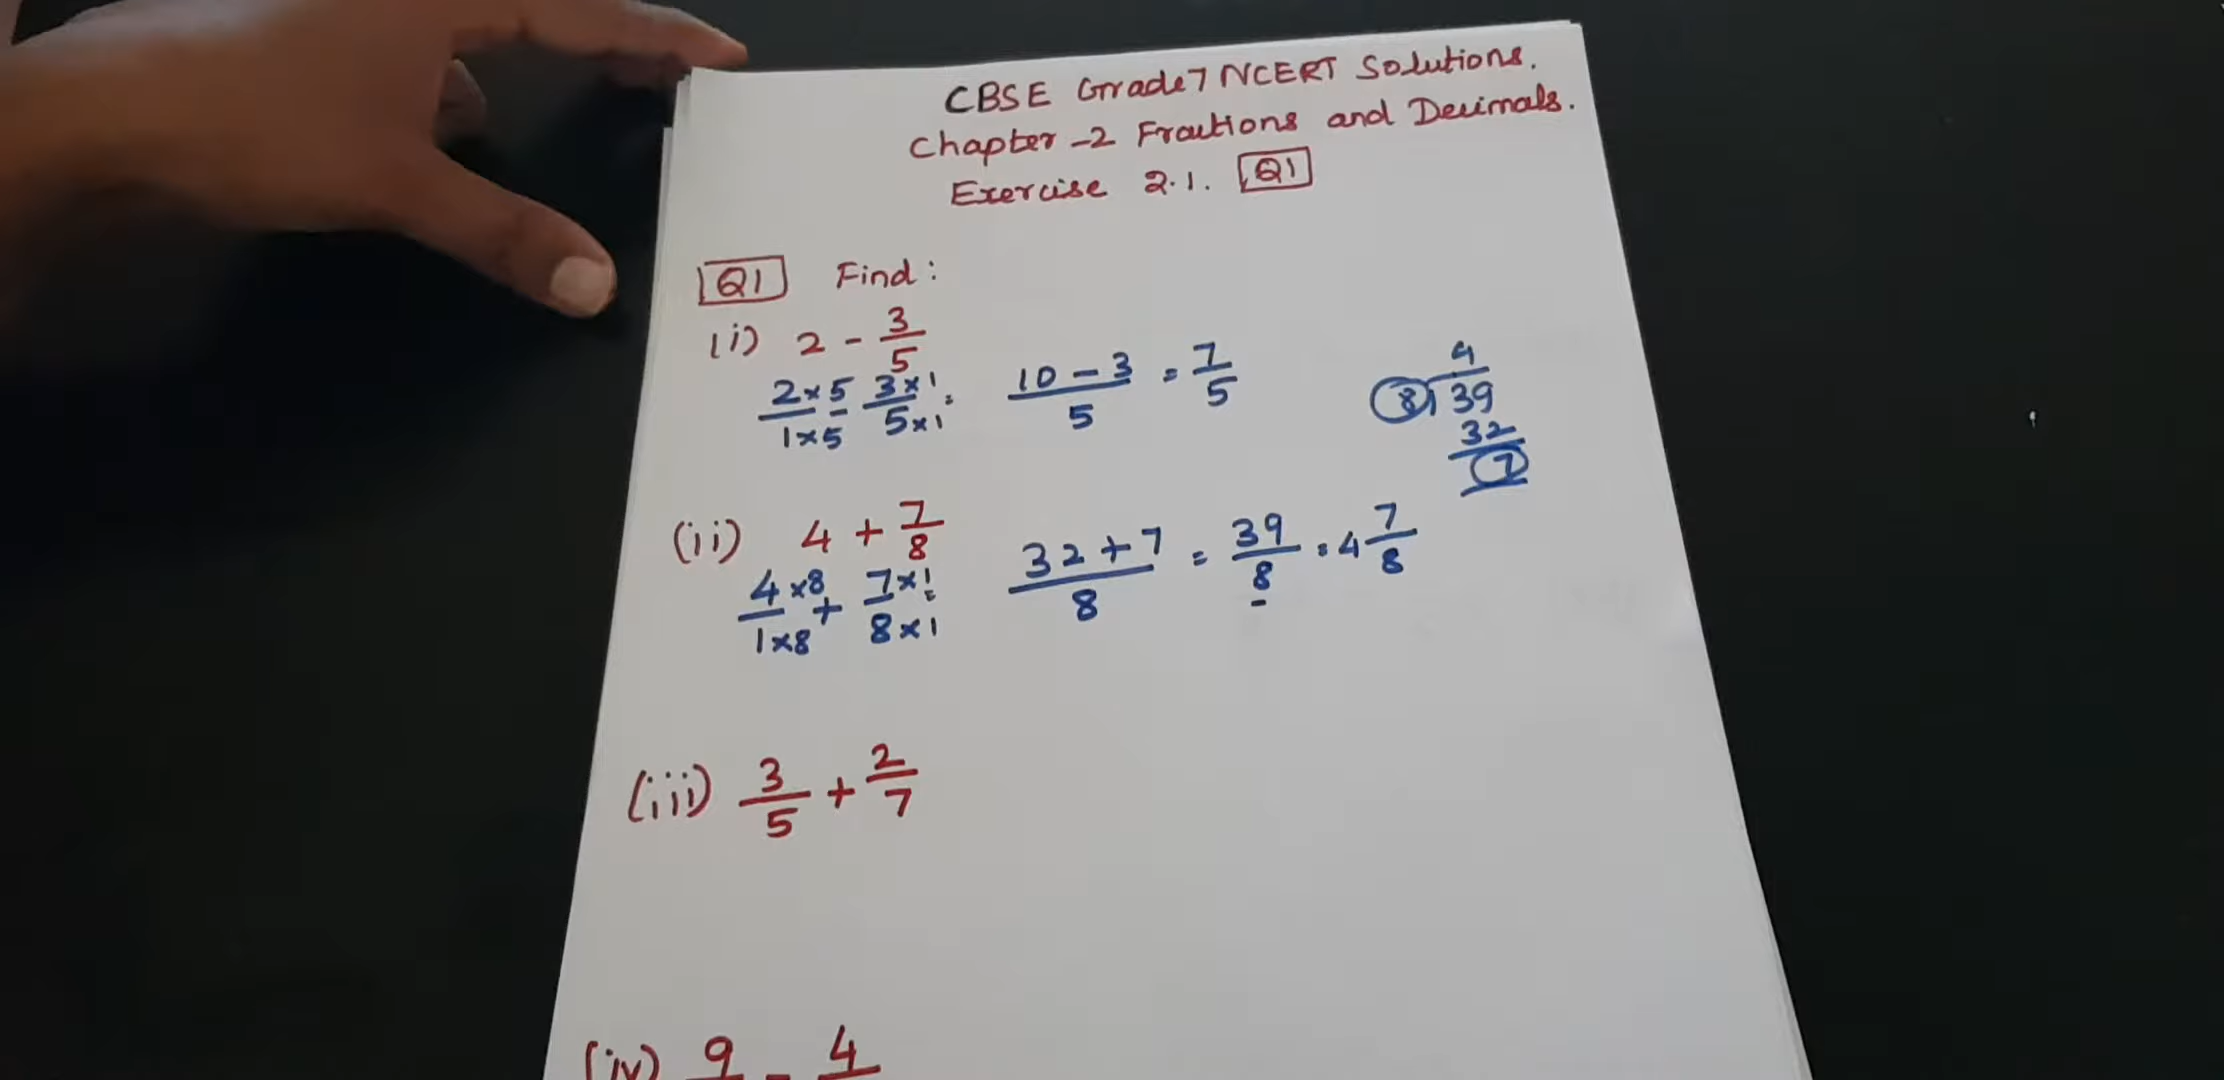 CBSE Grade 7 NCERT Solutions.
Chapter -2 Fractions and Decimals.
Exercise 2.1. Q1
Q1 Find:
(i) 2 - 3/5
2×5/1×5 - 3×1/5×1 = 10-3/5 = 7/5
4
8) 39
32
7
(ii) 4 + 7/8
4×8/1×8 + 7×1/8×1 = 32+7/8 = 39/8 = 4 7/8
(iii) 3/5 + 2/7
(iv) 9 - 4